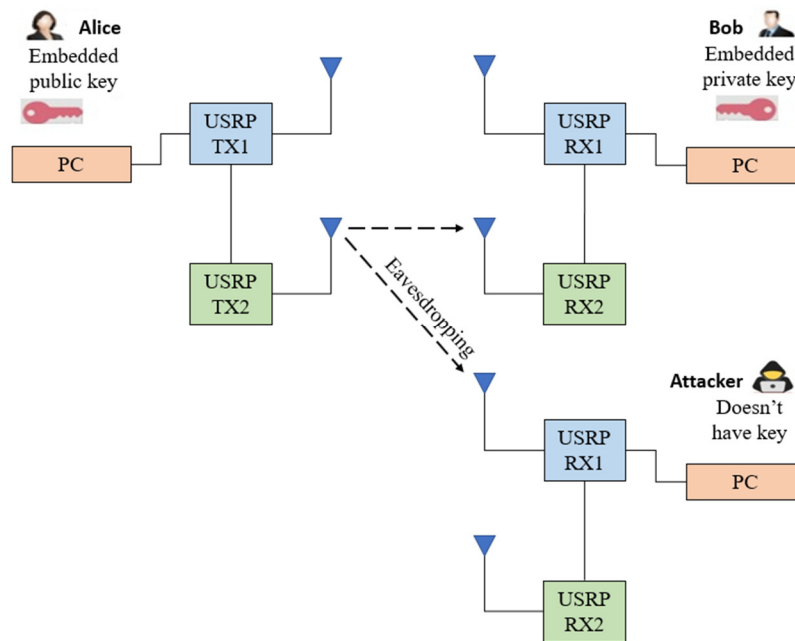 Alice
Embedded
public key
PC
USRP
TX1
USRP
TX2
Bob
Embedded
private key
USRP
RX1
PC
USRP
RX2
Eavesdropping
Attacker
Doesn't
have key
USRP
RX1
PC
USRP
RX2